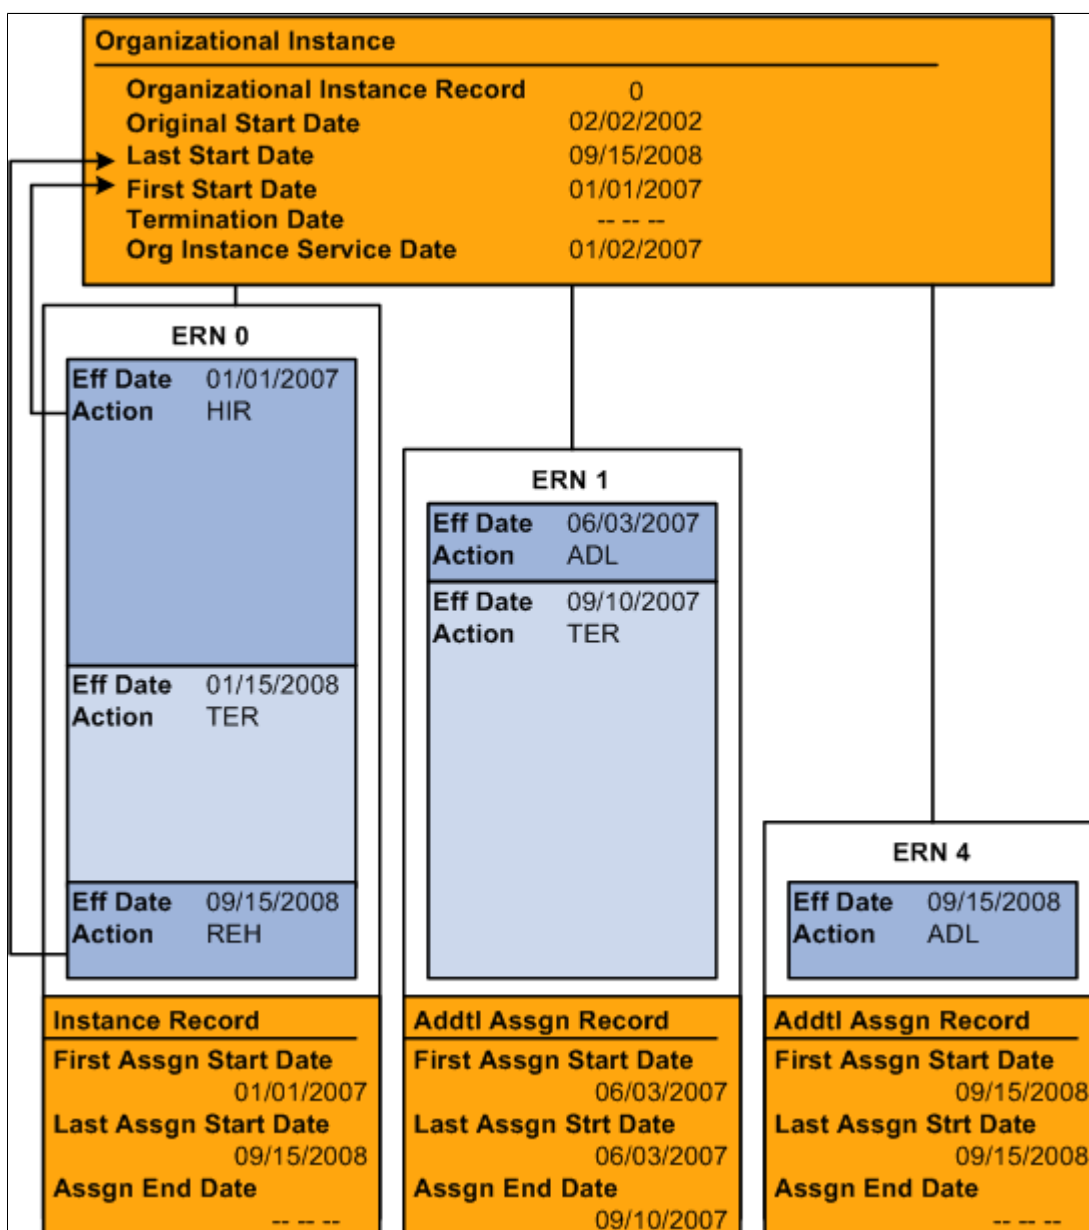 Organizational Instance
Organizational Instance Record 0
Original Start Date 02/02/2002
Last Start Date 09/15/2008
First Start Date 01/01/2007
Termination Date -- -- --
Org Instance Service Date 01/02/2007
ERN 0
Eff Date 01/01/2007
Action HIR
Eff Date 01/15/2008
Action TER
Eff Date 09/15/2008
Action REH
Instance Record
First Assgn Start Date
01/01/2007
Last Assgn Start Date
09/15/2008
Assgn End Date
-- -- --
ERN 1
Eff Date 06/03/2007
Action ADL
Eff Date 09/10/2007
Action TER
Addtl Assgn Record
First Assgn Start Date
06/03/2007
Last Assgn Strt Date
06/03/2007
Assgn End Date
09/10/2007
ERN 4
Eff Date 09/15/2008
Action ADL
Addtl Assgn Record
First Assgn Start Date
09/15/2008
Last Assgn Strt Date
09/15/2008
Assgn End Date
-- -- --